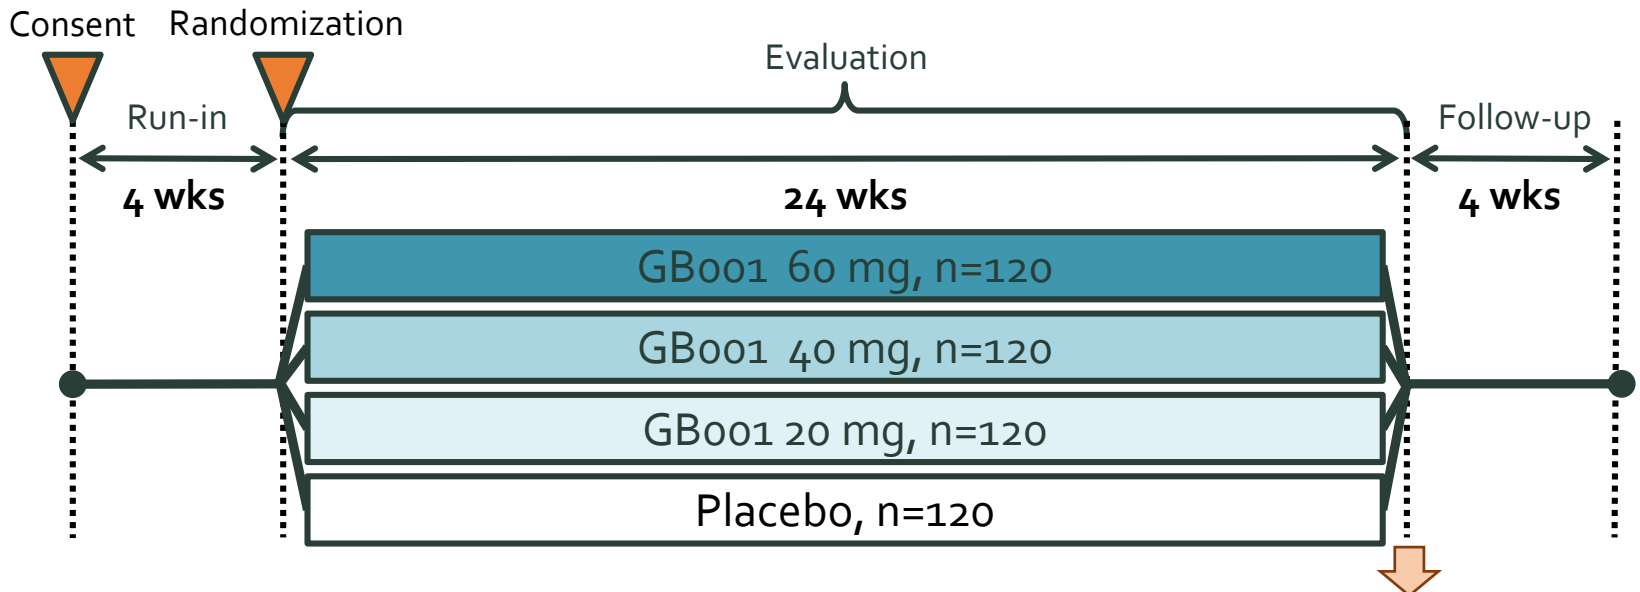 Consent
Randomization
Evaluation
Run-in
Follow-up
4 wks
24 wks
4 wks
GB001 60 mg, n=120
GB001 40 mg, n=120
GB001 20 mg, n=120
Placebo, n=120